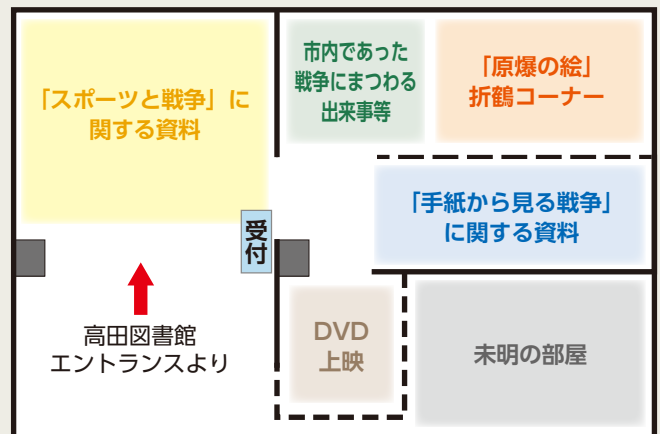 「スポーツと戦争」に
関する資料
市内であった
戦争にまつわる
出来事等
「原爆の絵」
折鶴コーナー
「手紙から見る戦争」
に関する資料
受付
高田図書館
エントランスより
DVD
上映
未明の部屋